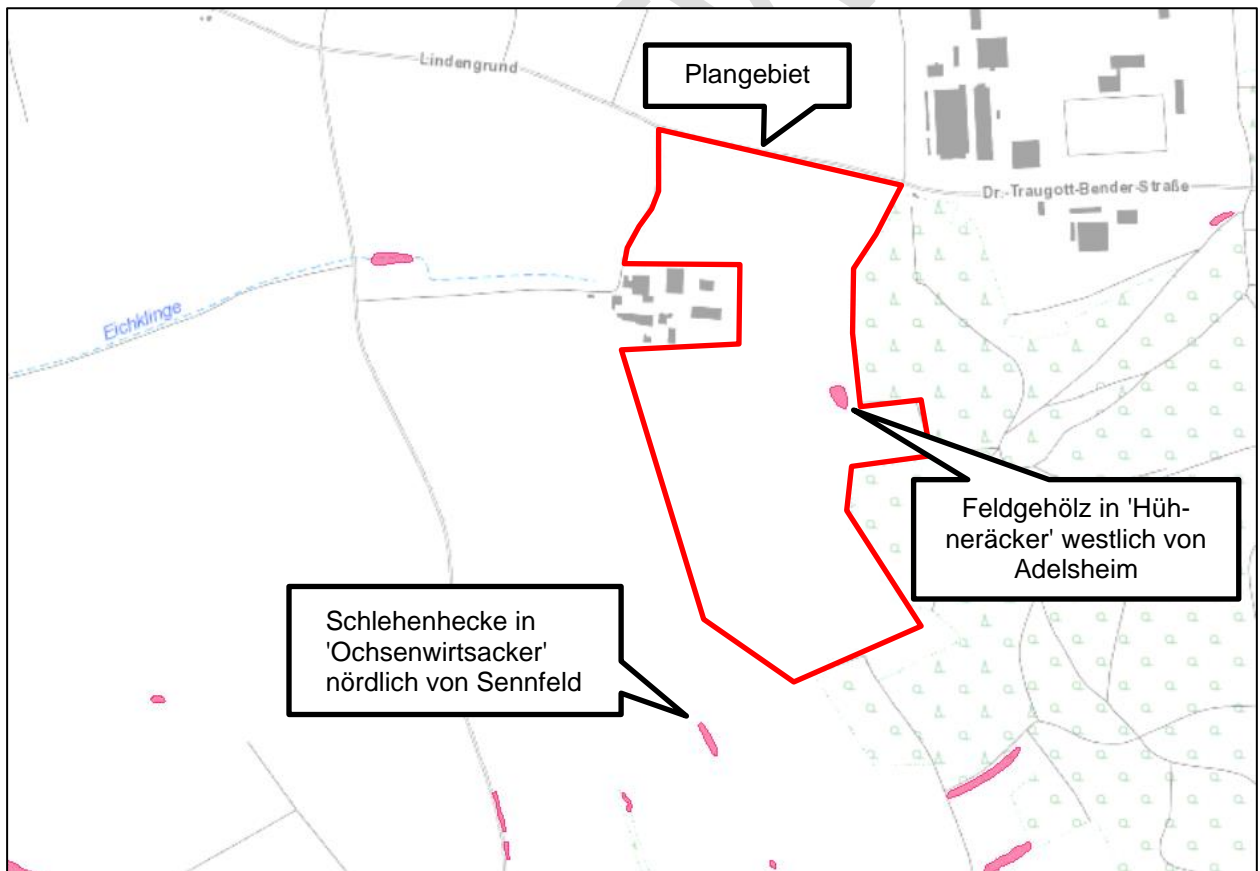 Lindengrund
Plangebiet
Dr.-Traugott-Bender-Straße
Eichklinge
Feldgehölz in 'Hüh-
neräcker' westlich von
Adelsheim
Schlehenhecke in
'Ochsenwirtsacker'
nördlich von Sennfeld